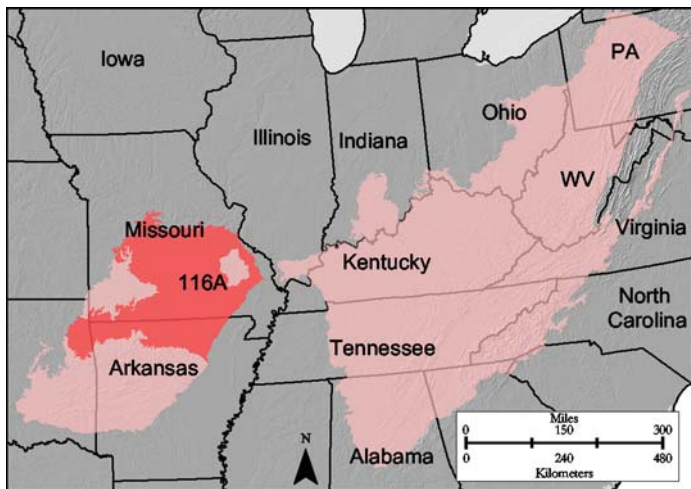 PA
Iowa
Ohio
Illinois
Indiana
WV
Missouri
Virginia
116A
Kentucky
North
Carolina
Tennessee
Arkansas
Miles
0 150 300
N
0 240 480
Alabama
Kilometers